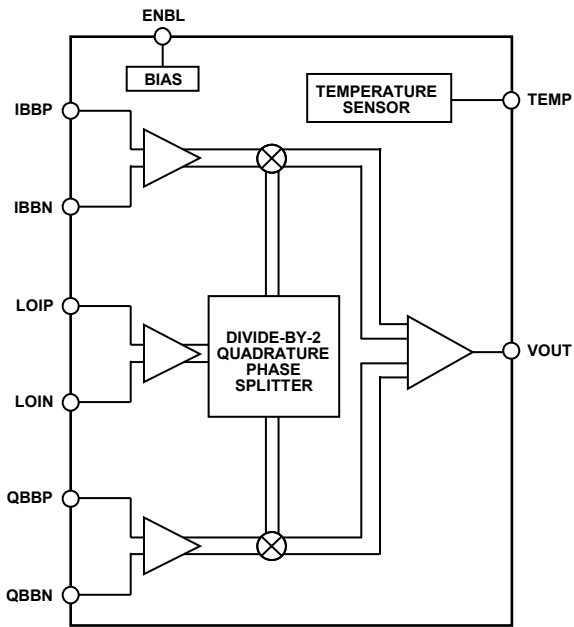 ENBL
BIAS
TEMPERATURE
SENSOR
TEMP
IBBP
IBBN
LOIP
LOIN
DIVIDE-BY-2
QUADRATURE
PHASE
SPLITTER
VOUT
QBBP
QBBN